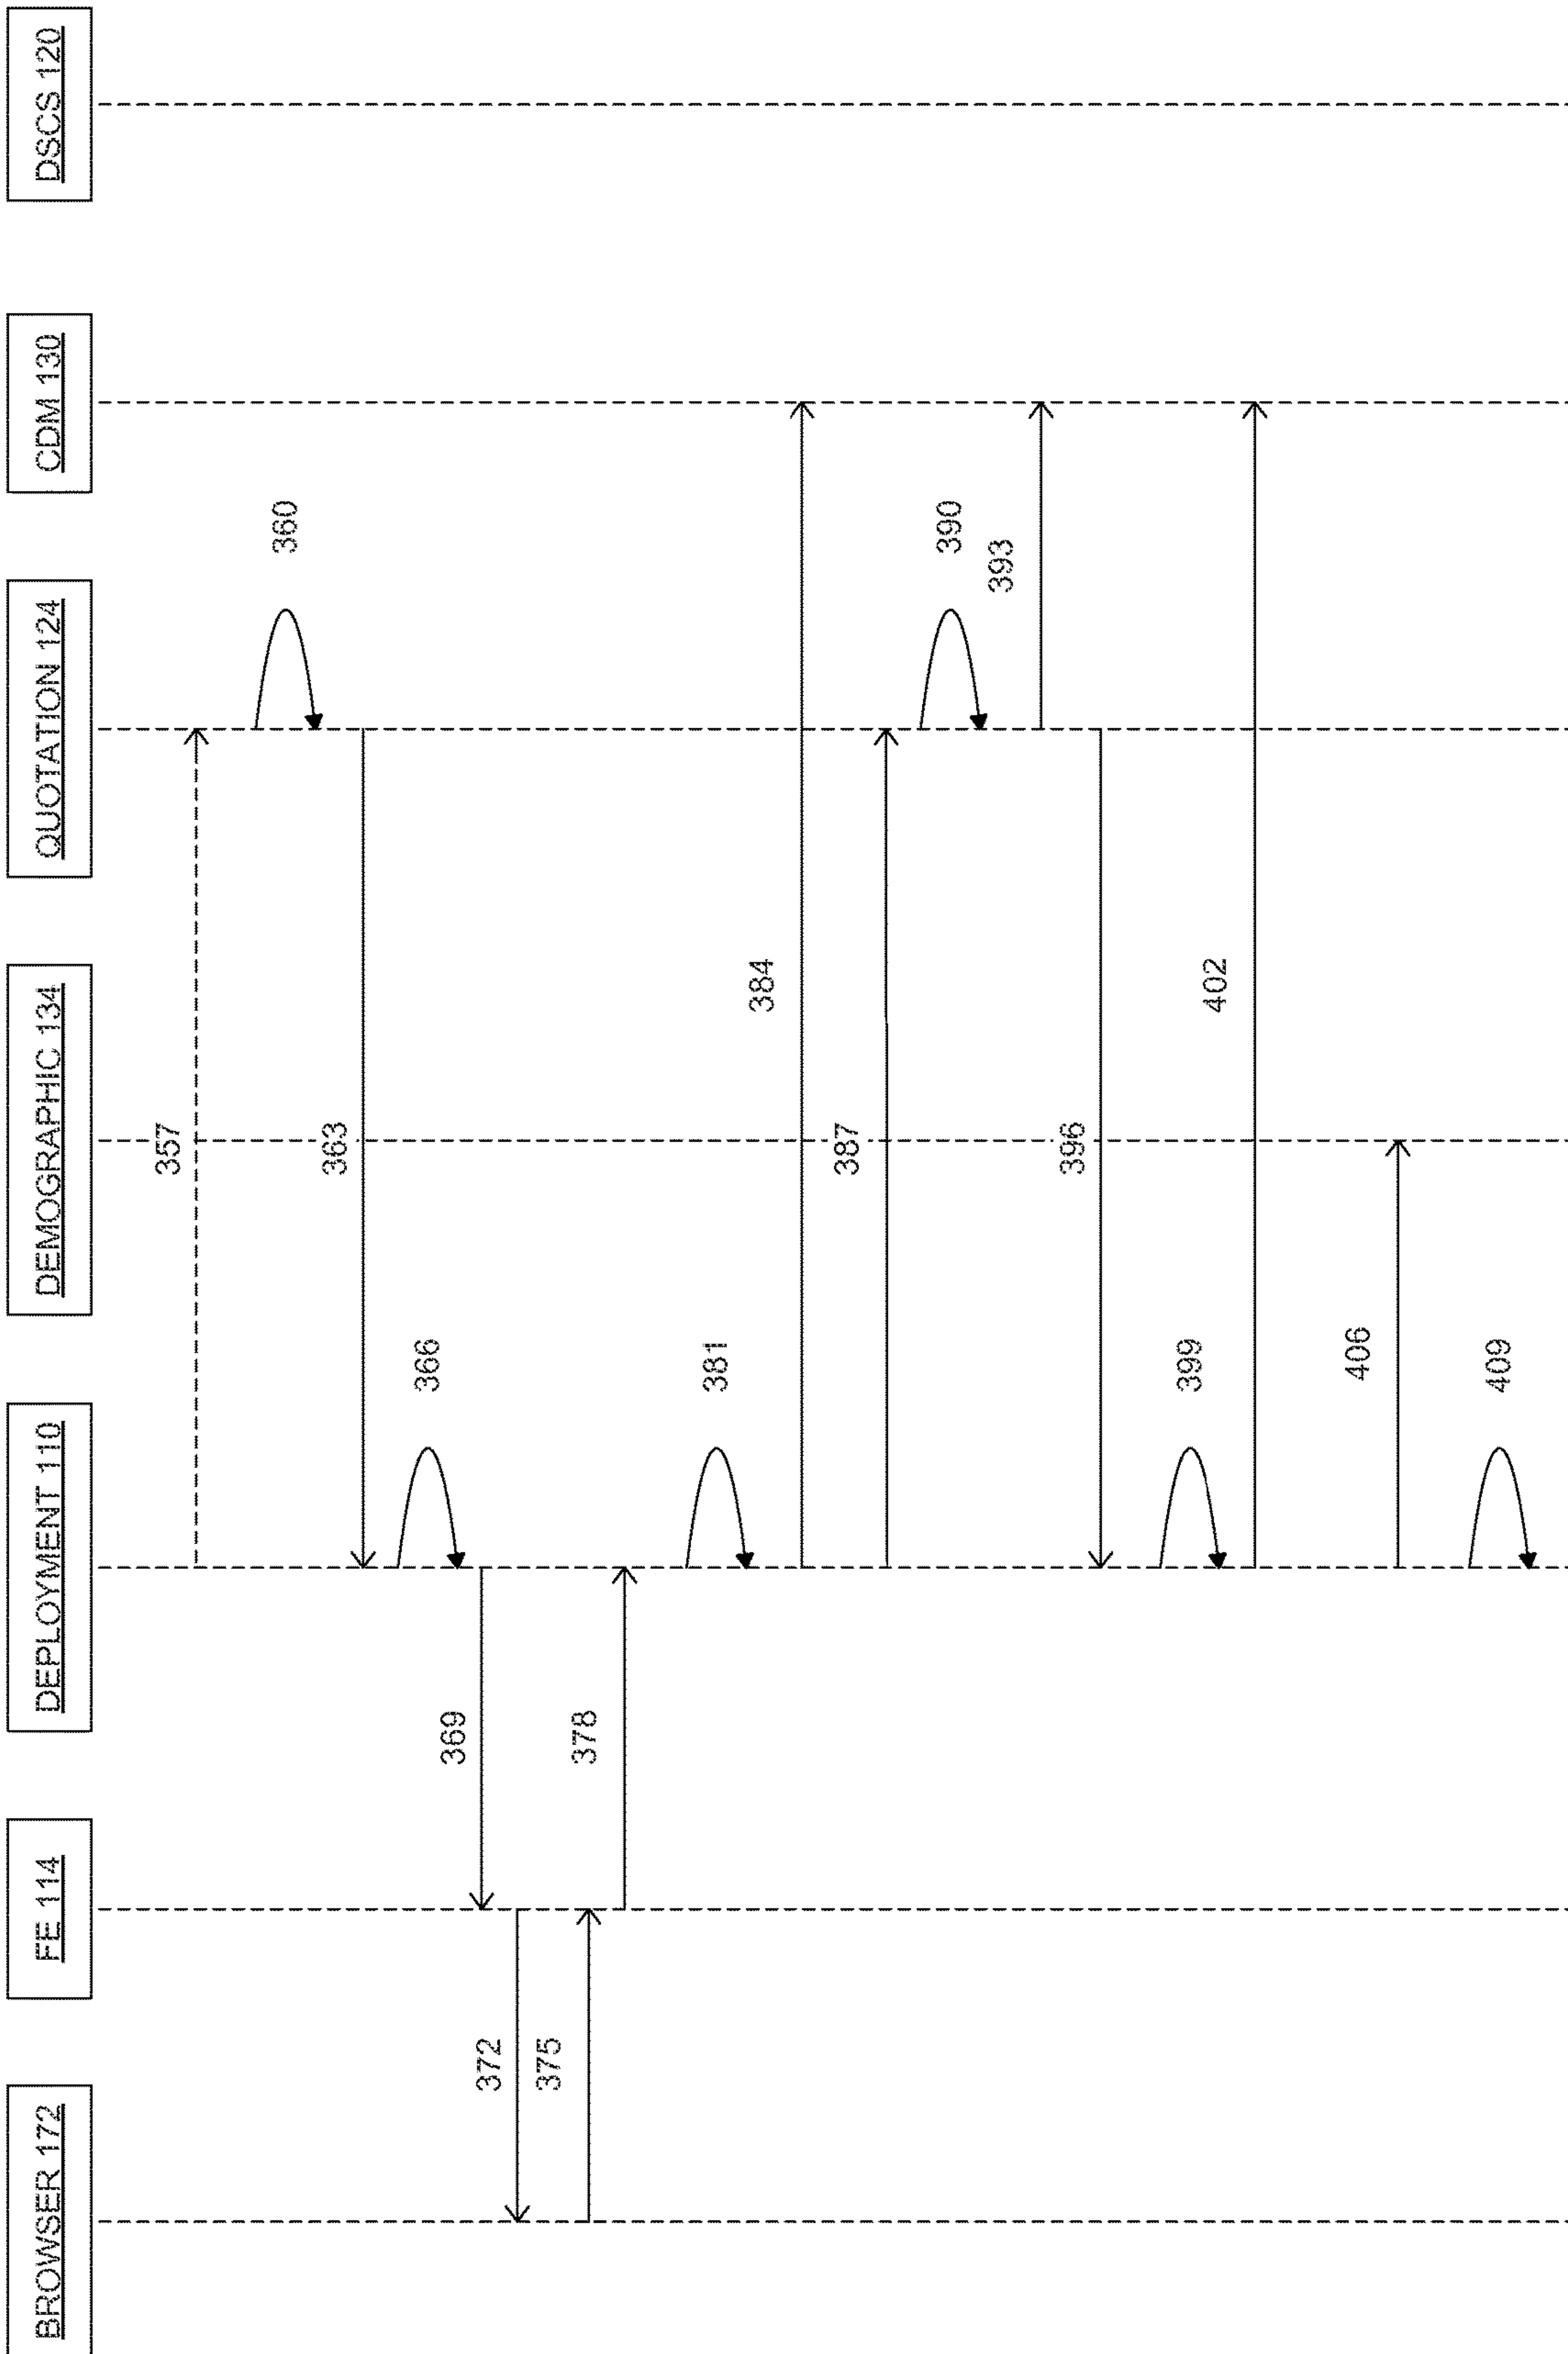 BROWSER 172
FE 114
DEPLOYMENT 110
DEMOGRAPHIC 134
QUOTATION 124
CDM 130
DSCS 120
357
360
363
366
369
372
375
378
381
384
387
390
393
396
399
402
406
409